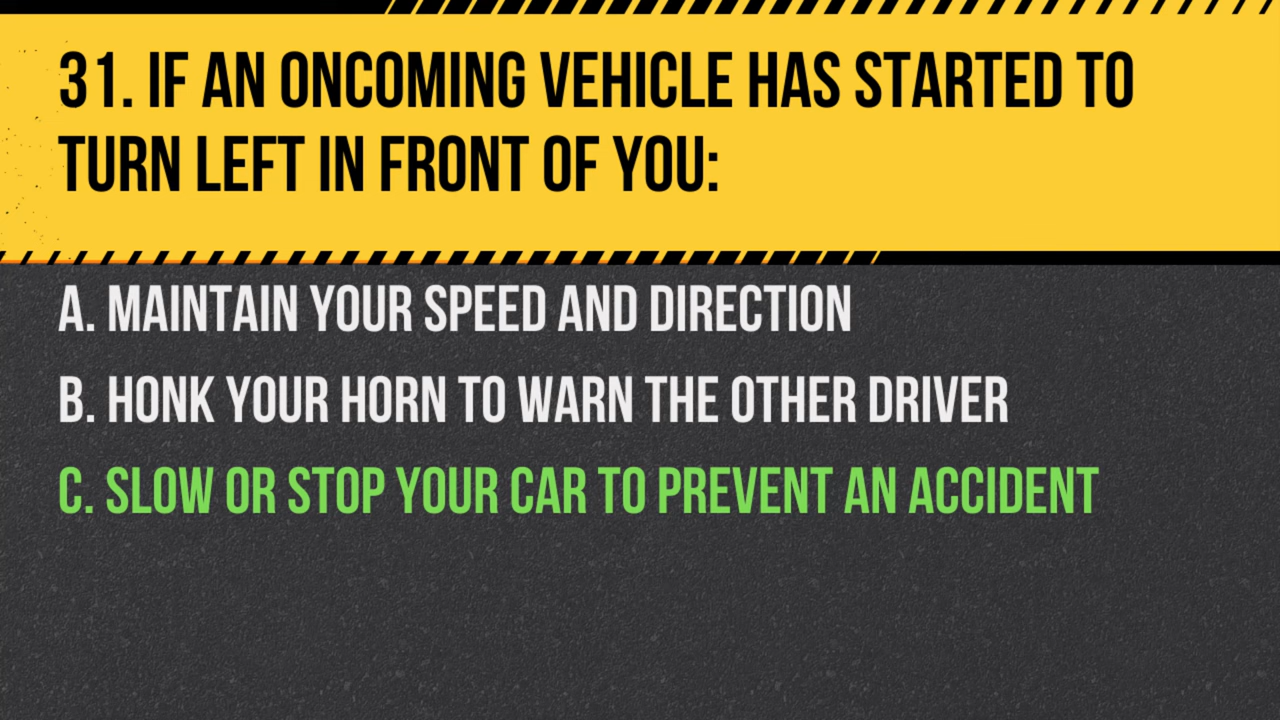 31. IF AN ONCOMING VEHICLE HAS STARTED TO
TURN LEFT IN FRONT OF YOU:
A. MAINTAIN YOUR SPEED AND DIRECTION
B. HONK YOUR HORN TO WARN THE OTHER DRIVER
C. SLOW OR STOP YOUR CAR TO PREVENT AN ACCIDENT